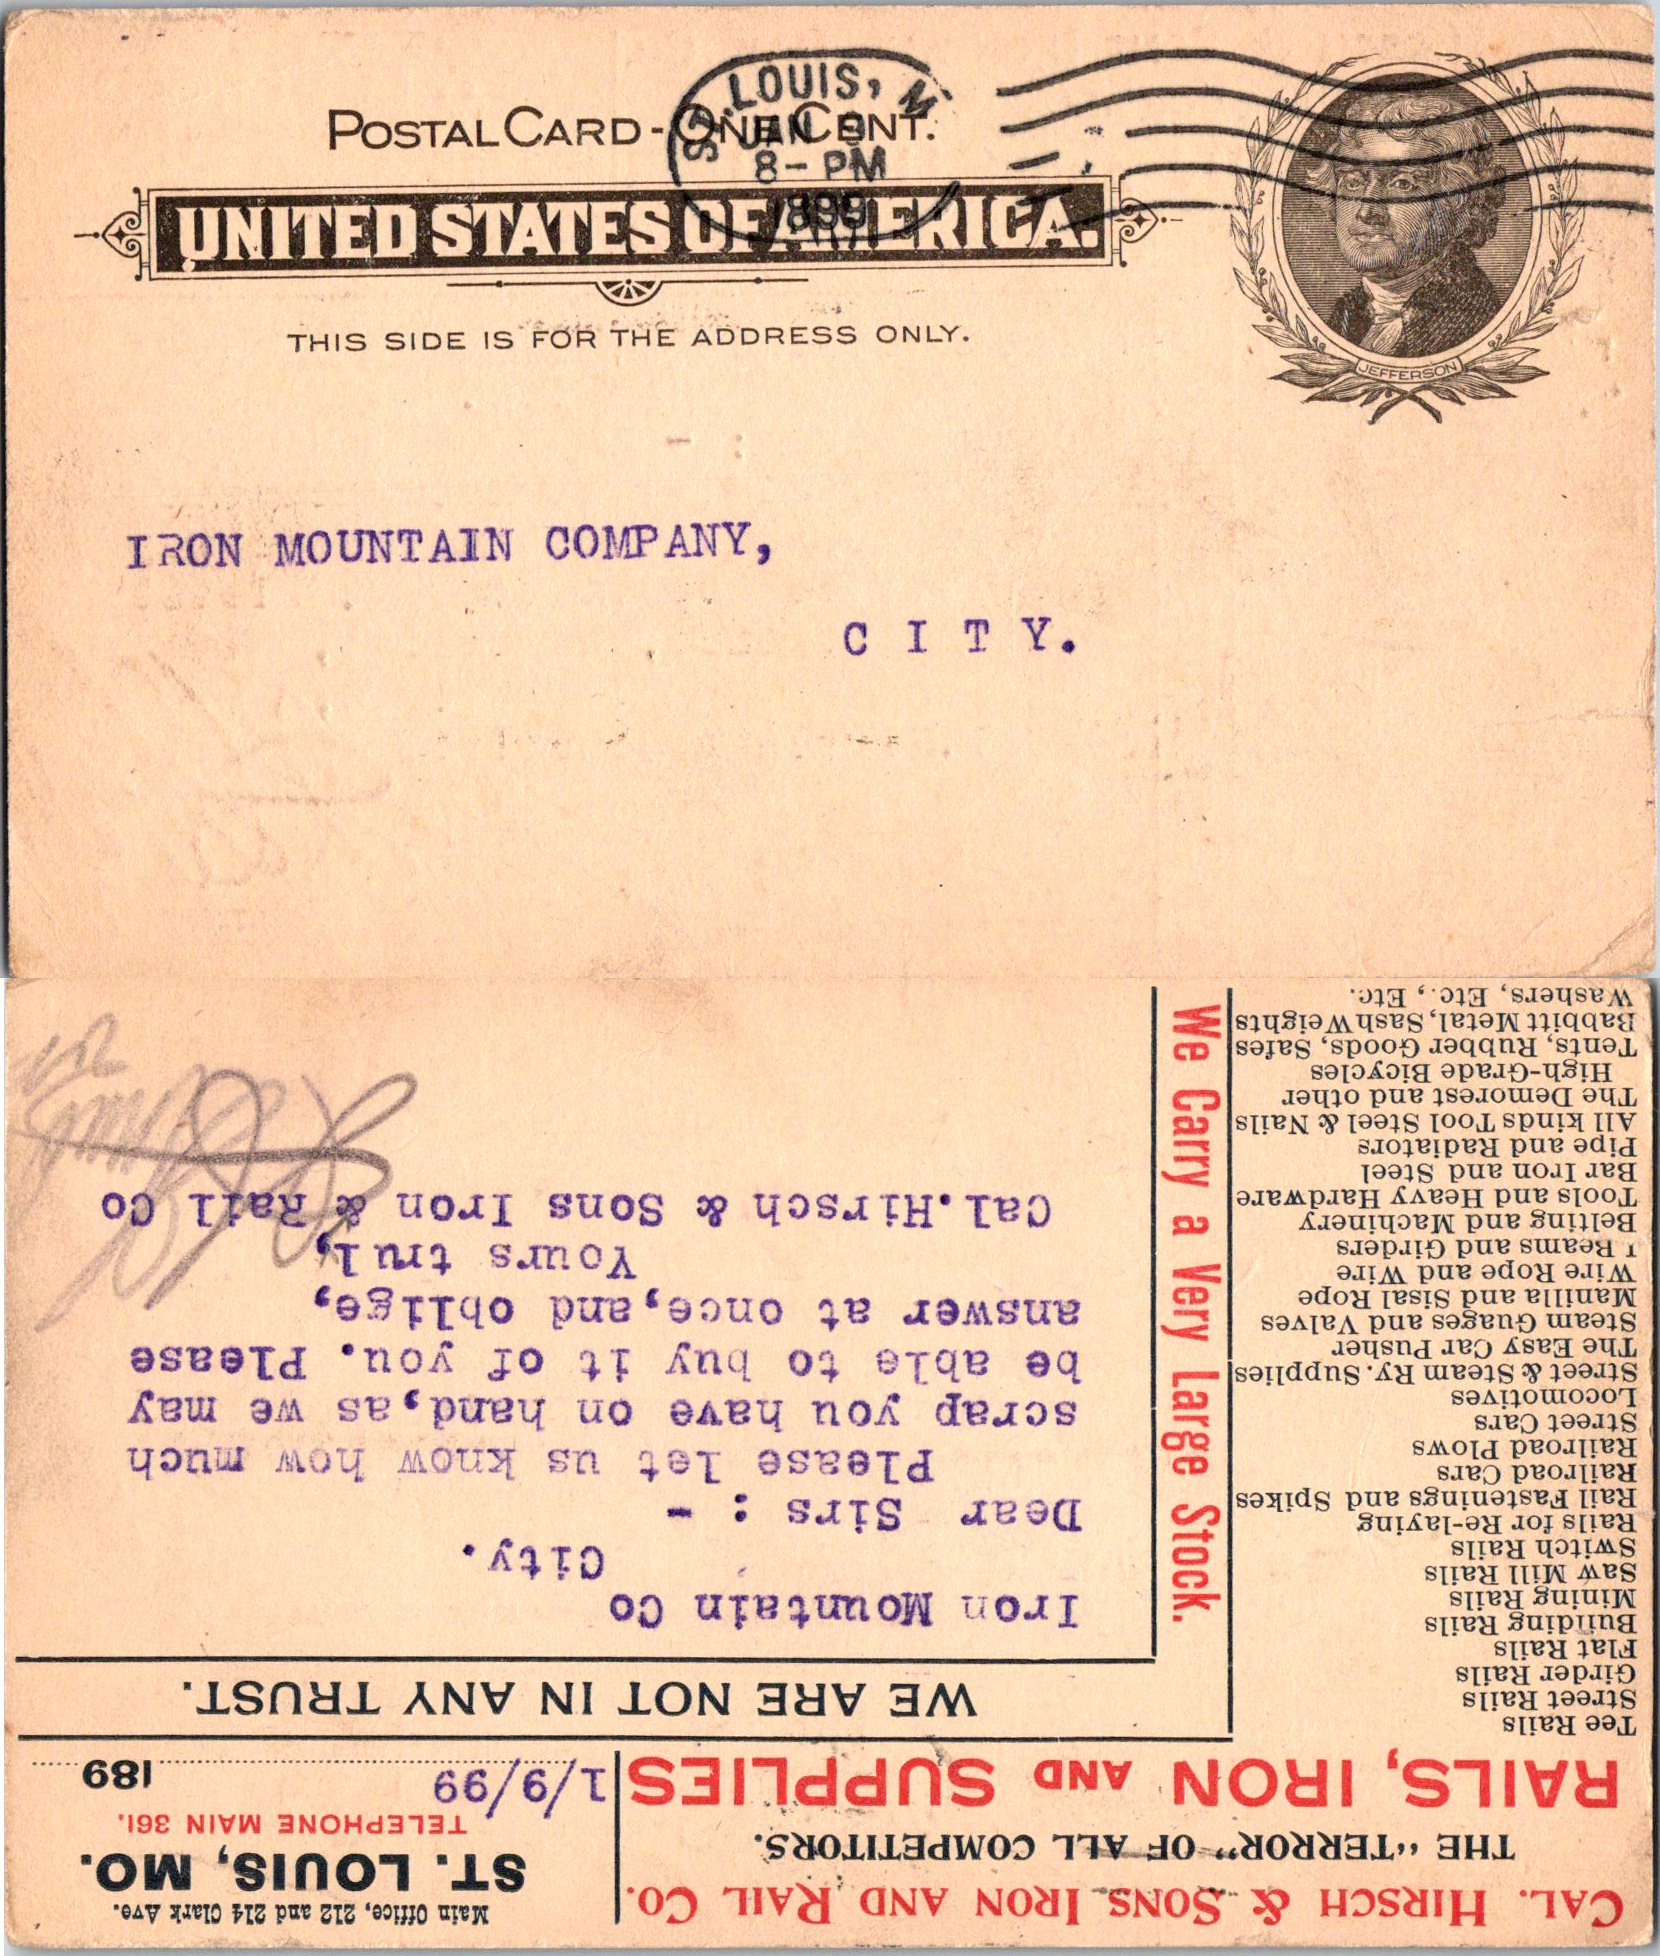 POSTAL CARD - ONE CENT.
ST. LOUIS, M
JAN 9
8 - PM
1899
UNITED STATES OF AMERICA.
THIS SIDE IS FOR THE ADDRESS ONLY.
JEFFERSON
IRON MOUNTAIN COMPANY,
C I T Y.
CAL. HIRSCH & SONS IRON AND RAIL CO.
THE "TERROR" OF ALL COMPETITORS.
RAILS, IRON AND SUPPLIES
Main Office, 212 and 214 Clark Ave.
ST. LOUIS, MO.
TELEPHONE MAIN 361.
1/9/99 189
WE ARE NOT IN ANY TRUST.
Tee Rails
Street Rails
Girder Rails
Flat Rails
Building Rails
Mining Rails
Saw Mill Rails
Switch Rails
Rails for Re-laying
Rail Fastenings and Spikes
Railroad Cars
Railroad Plows
Street Cars
Locomotives
Street & Steam Ry. Supplies
The Easy Car Pusher
Steam Guages and Valves
Manilla and Sisal Rope
Wire Rope and Wire
I Beams and Girders
Belting and Machinery
Tools and Heavy Hardware
Bar Iron and Steel
Pipe and Radiators
All kinds Tool Steel & Nails
The Demorest and other
High-Grade Bicycles
Tents, Rubber Goods, Safes
Babbitt Metal, Sash Weights
Washers, Etc., Etc.
We Carry a Very Large Stock.
Iron Mountain Co
City.
Dear Sirs : -
Please let us know how much
scrap you have on hand,as we may
be able to buy it of you. Please
answer at once,and oblige,
Yours trul,
Cal.Hirsch & Sons Iron & Rail Co